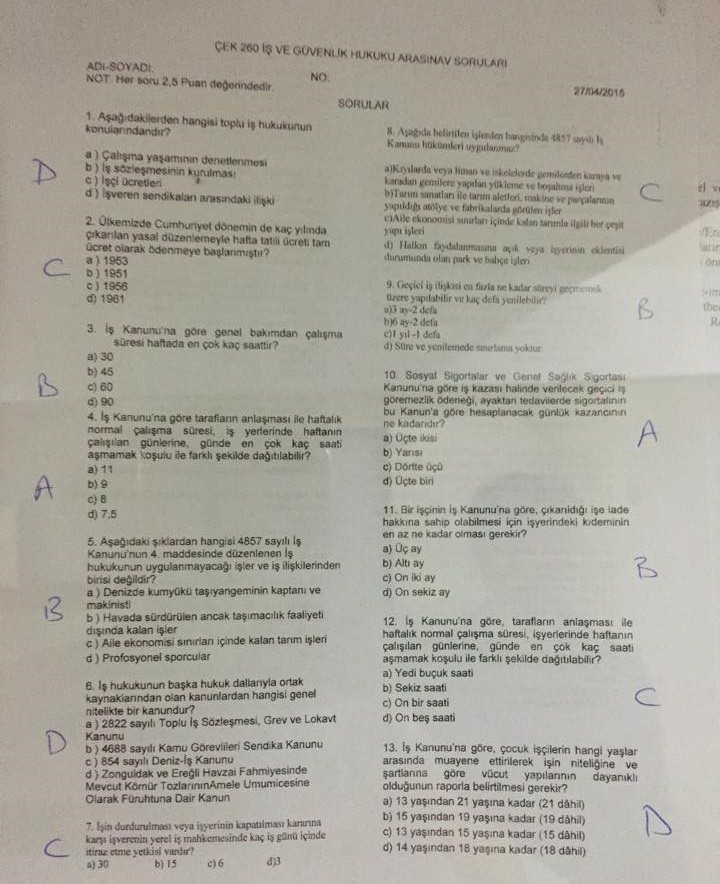 ÇEK 260 İŞ VE GÜVENLİK HUKUKU ARASINAV SORULARI
ADI-SOYADI:
NO:
NOT: Her soru 2,5 Puan değerindedir.
27/04/2015
SORULAR
1. Aşağıdakilerden hangisi toplu iş hukukunun
konularındandır?
a ) Çalışma yaşamının denetlenmesi
b ) İş sözleşmesinin kurulması
c ) İşçi ücretleri
d ) İşveren sendikaları arasındaki ilişki
D
2. Ülkemizde Cumhuriyet dönemin de kaç yılında
çıkarılan yasal düzenlemeyle hafta tatili ücreti tam
ücret olarak ödenmeye başlanmıştır?
a ) 1953
b ) 1951
c ) 1956
d) 1961
C
3. İş Kanunu'na göre genel bakımdan çalışma
süresi haftada en çok kaç saattir?
a) 30
b) 45
c) 60
d) 90
B
4. İş Kanunu'na göre tarafların anlaşması ile haftalık
normal çalışma süresi, iş yerlerinde haftanın
çalışılan günlerine, günde en çok kaç saati
aşmamak koşulu ile farklı şekilde dağıtılabilir?
a) 11
b) 9
c) 8
d) 7,5
A
5. Aşağıdaki şıklardan hangisi 4857 sayılı İş
Kanunu'nun 4. maddesinde düzenlenen İş
hukukunun uygulanmayacağı işler ve iş ilişkilerinden
birisi değildir?
a ) Denizde kumyükü taşıyangeminin kaptanı ve
makinisti
b ) Havada sürdürülen ancak taşımacılık faaliyeti
dışında kalan işler
c ) Aile ekonomisi sınırları içinde kalan tarım işleri
d ) Profosyonel sporcular
B
6. İş hukukunun başka hukuk dallarıyla ortak
kaynaklarından olan kanunlardan hangisi genel
nitelikte bir kanundur?
a ) 2822 sayılı Toplu İş Sözleşmesi, Grev ve Lokavt
Kanunu
b ) 4688 sayılı Kamu Görevlileri Sendika Kanunu
c ) 854 sayılı Deniz-İş Kanunu
d ) Zonguldak ve Ereğli Havzai Fahmiyesinde
Mevcut Kömür TozlarınınAmele Umumicesine
Olarak Füruhtuna Dair Kanun
D
7. İşin durdurulması veya işyerinin kapatılması kararına
karşı işverenin yerel iş mahkemesinde kaç iş günü içinde
itiraz etme yetkisi vardır?
a) 30 b) 15 c) 6 d)3
C
8. Aşağıda belirtilen işlerden hangisinde 4857 sayılı İş
Kanunu hükümleri uygulanmaz?
a)Kıyılarda veya liman ve iskelelerde gemilerden karaya ve
karadan gemilere yapılan yükleme ve boşaltma işleri
b)Tarım sanatları ile tarım aletleri, makine ve parçalarının
yapıldığı atölye ve fabrikalarda görülen işler
c)Aile ekonomisi sınırları içinde kalan tarımla ilgili her çeşit
yapı işleri
d) Halkın faydalanmasına açık veya işyerinin eklentisi
durumunda olan park ve bahçe işleri
C
9. Geçici iş ilişkisi en fazla ne kadar süreyi geçmemek
üzere yapılabilir ve kaç defa yenilebilir?
a)3 ay-2 defa
b)6 ay-2 defa
c)1 yıl -1 defa
d) Süre ve yenilemede sınırlama yoktur.
B
10. Sosyal Sigortalar ve Genel Sağlık Sigortası
Kanunu'na göre iş kazası halinde verilecek geçici iş
göremezlik ödeneği, ayaktan tedavilerde sigortalının
bu Kanun'a göre hesaplanacak günlük kazancının
ne kadarıdır?
a) Üçte ikisi
b) Yarısı
c) Dörtte üçü
d) Üçte biri
A
11. Bir işçinin İş Kanunu'na göre, çıkarıldığı işe iade
hakkına sahip olabilmesi için işyerindeki kıdeminin
en az ne kadar olması gerekir?
a) Üç ay
b) Altı ay
c) On iki ay
d) On sekiz ay
B
12. İş Kanunu'na göre, tarafların anlaşması ile
haftalık normal çalışma süresi, işyerlerinde haftanın
çalışılan günlerine, günde en çok kaç saati
aşmamak koşulu ile farklı şekilde dağıtılabilir?
a) Yedi buçuk saati
b) Sekiz saati
c) On bir saati
d) On beş saati
C
13. İş Kanunu'na göre, çocuk işçilerin hangi yaşlar
arasında muayene ettirilerek işin niteliğine ve
şartlarına göre vücut yapılarının dayanıklı
olduğunun raporla belirtilmesi gerekir?
a) 13 yaşından 21 yaşına kadar (21 dâhil)
b) 15 yaşından 19 yaşına kadar (19 dâhil)
c) 13 yaşından 15 yaşına kadar (15 dâhil)
d) 14 yaşından 18 yaşına kadar (18 dâhil)
D